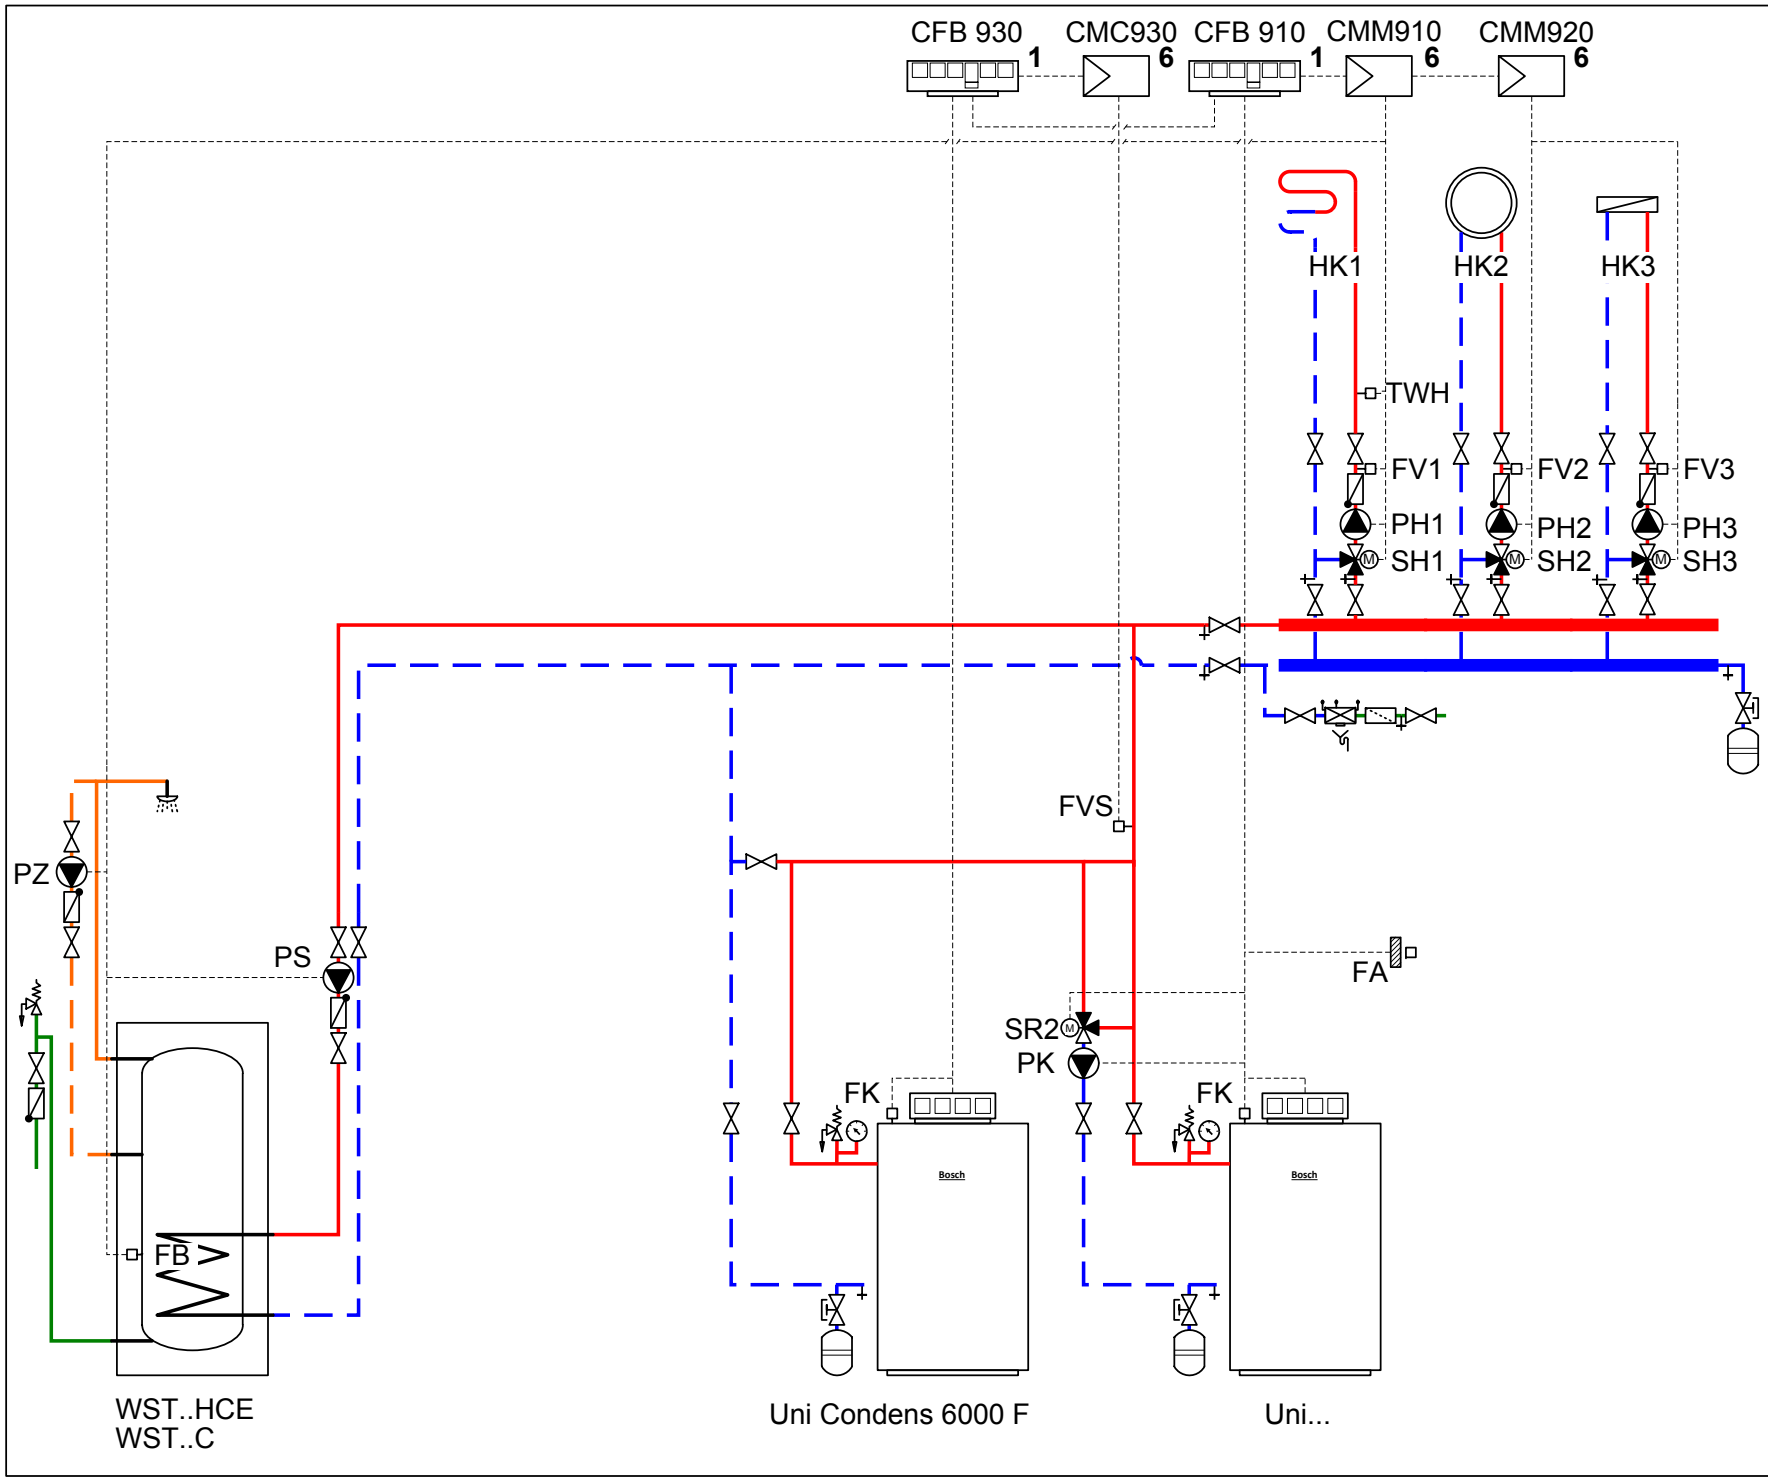 CFB 930
1
CMC930
6
CFB 910
1
CMM910
6
CMM920
6
HK1
HK2
HK3
TWH
FV1
FV2
FV3
PH1
PH2
PH3
M
SH1
M
SH2
M
SH3
FVS
PZ
PS
FA
SR2
M
PK
FK
FK
Bosch
Bosch
FB
WST..HCE
WST..C
Uni Condens 6000 F
Uni...